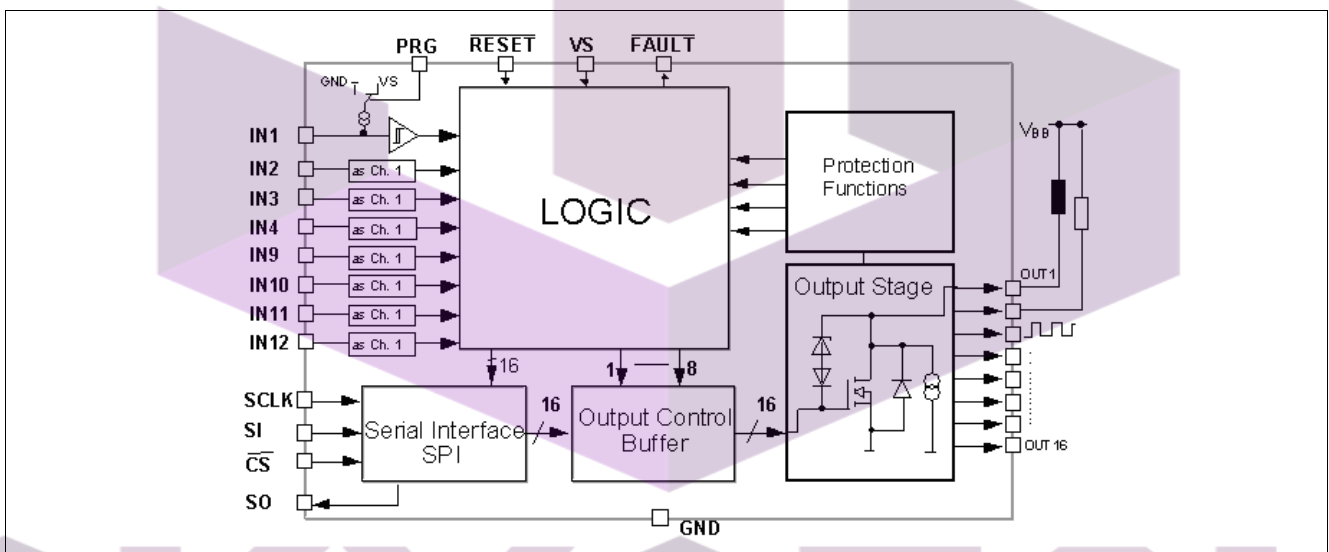 PRG RESET VS FAULT
GND VS
IN1
IN2 as Ch. 1
IN3 as Ch. 1
IN4 as Ch. 1
IN9 as Ch. 1
IN10 as Ch. 1
IN11 as Ch. 1
IN12 as Ch. 1
LOGIC
Protection
Functions
VBB
Output Stage
OUT1
16
1
8
SCLK
SI
CS
SO
Serial Interface
SPI
16
Output Control
Buffer
16
OUT16
GND